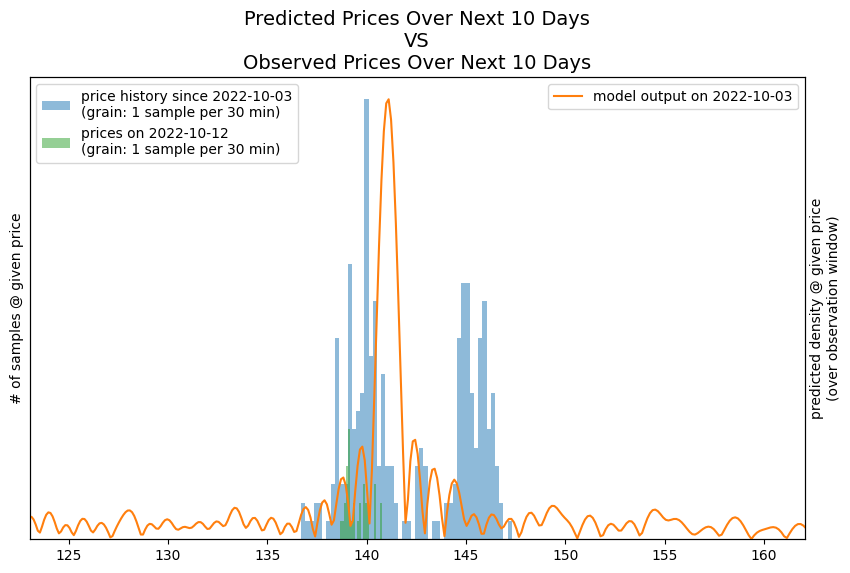 Predicted Prices Over Next 10 Days
VS
Observed Prices Over Next 10 Days
price history since 2022-10-03
(grain: 1 sample per 30 min)
prices on 2022-10-12
(grain: 1 sample per 30 min)
model output on 2022-10-03
# of samples @ given price
predicted density @ given price
(over observation window)
125 130 135 140 145 150 155 160